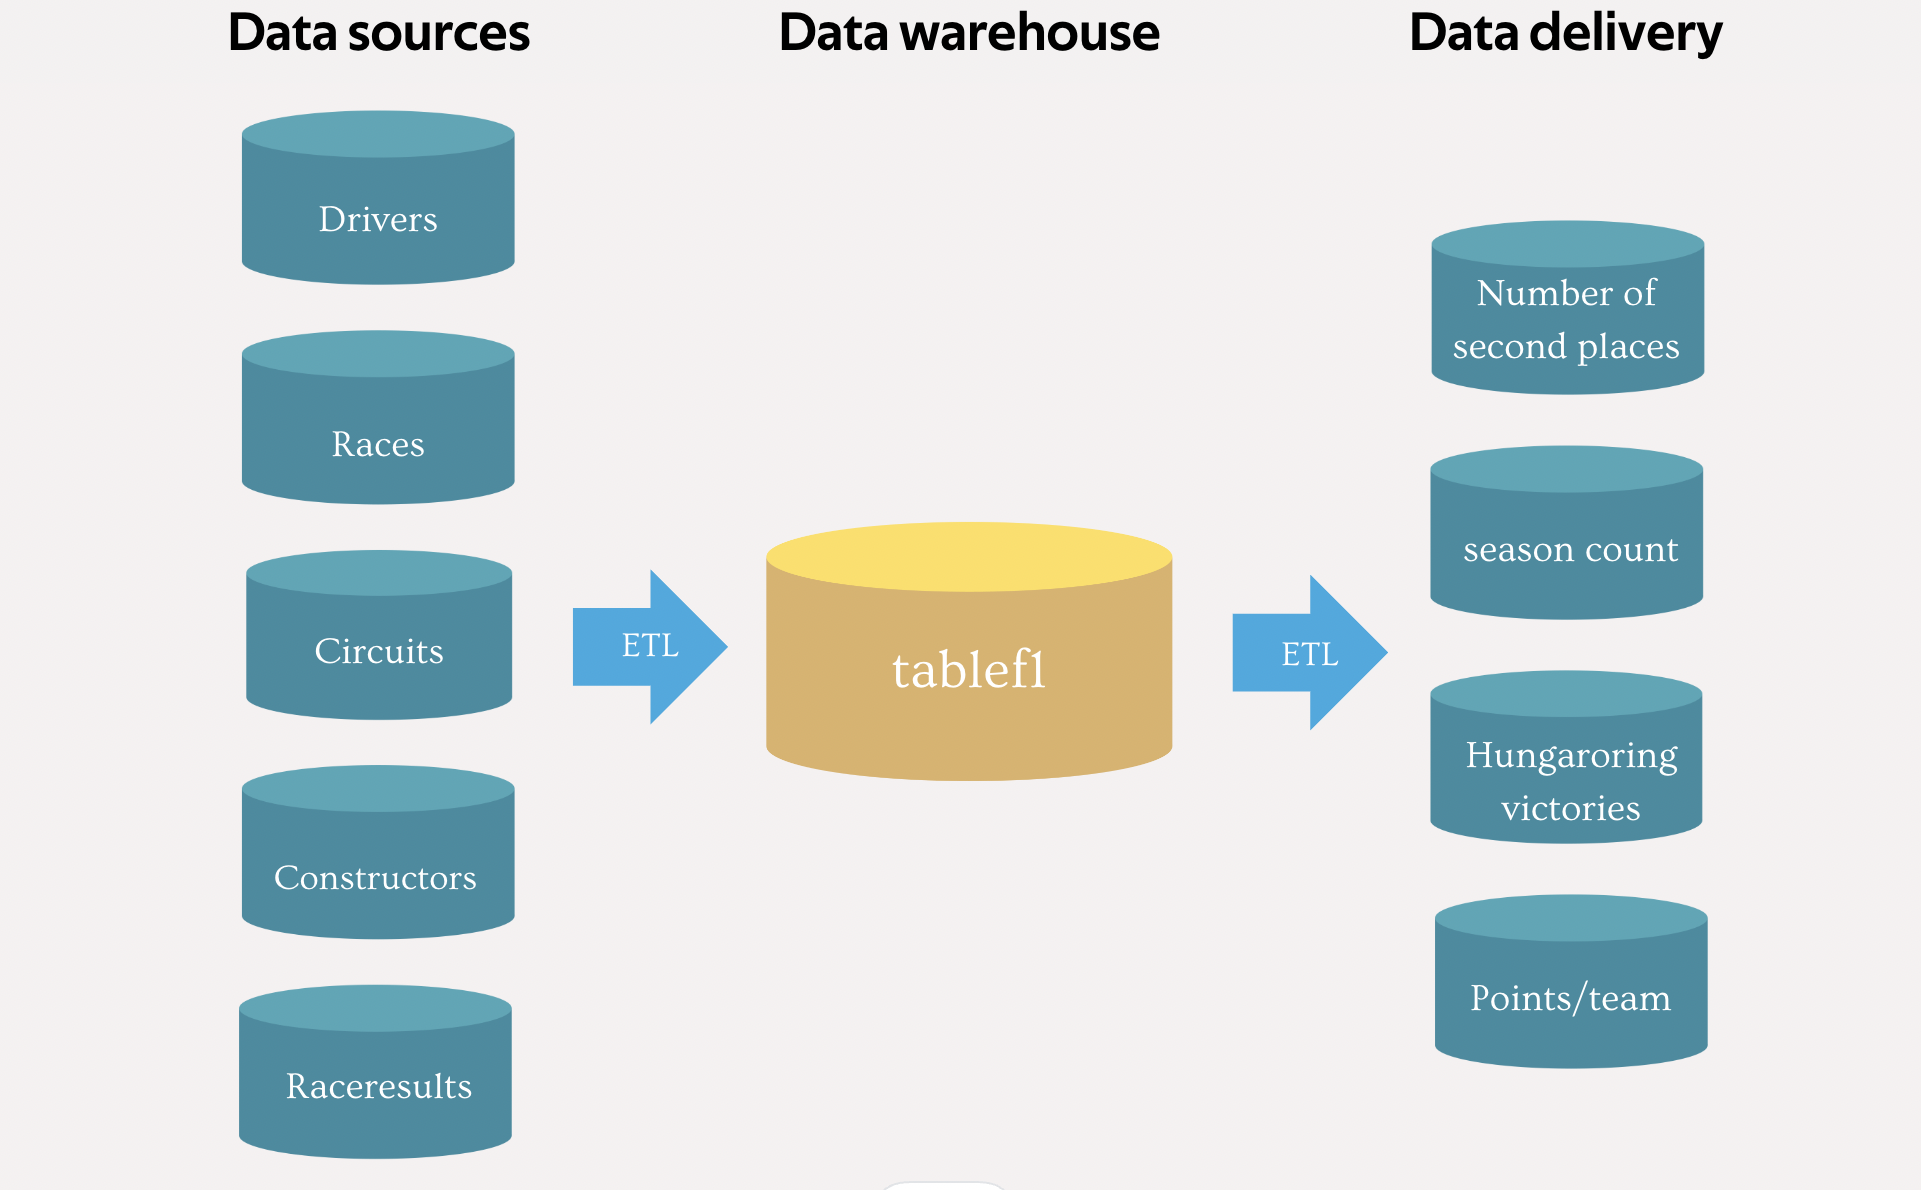 Data sources
Data warehouse
Data delivery
Drivers
Races
Circuits
Constructors
Raceresults
ETL
tablef1
ETL
Number of
second places
season count
Hungaroring
victories
Points/team